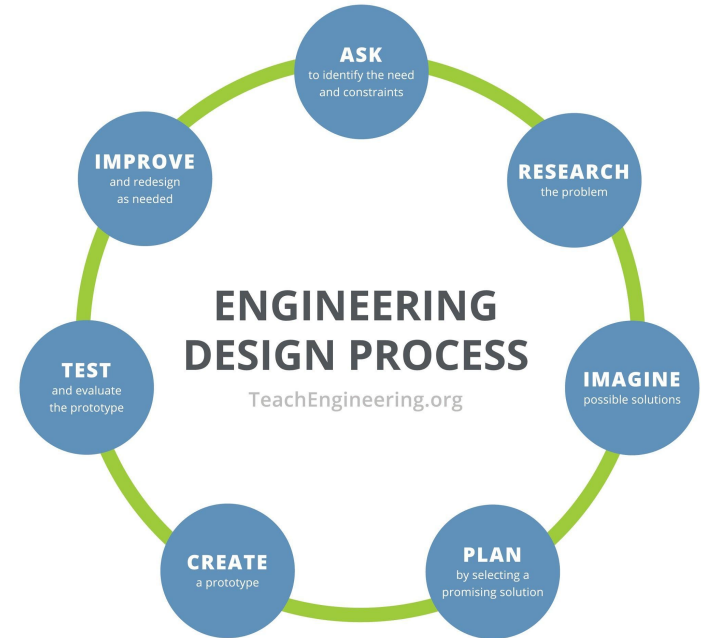 ASK
to identify the need
and constraints
RESEARCH
the problem
IMAGINE
possible solutions
PLAN
by selecting a
promising solution
CREATE
a prototype
TEST
and evaluate
the prototype
IMPROVE
and redesign
as needed
ENGINEERING
DESIGN PROCESS
TeachEngineering.org